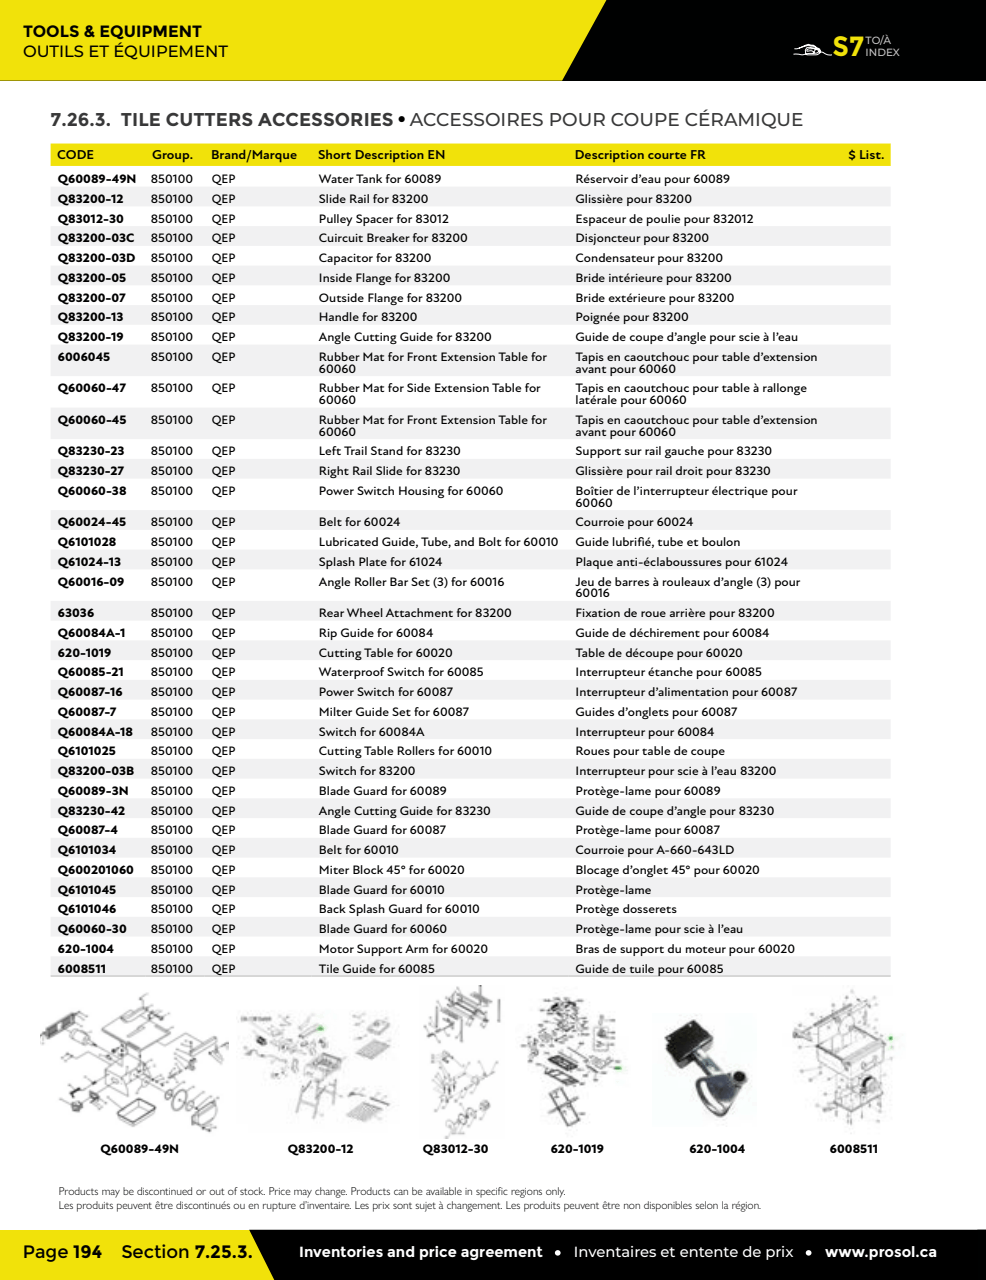 TOOLS & EQUIPMENT
OUTILS ET ÉQUIPEMENT
S7 TO/À INDEX
7.26.3. TILE CUTTERS ACCESSORIES • ACCESSOIRES POUR COUPE CÉRAMIQUE
CODE Group. Brand/Marque Short Description EN Description courte FR $ List.
Q60089-49N 850100 QEP Water Tank for 60089 Réservoir d'eau pour 60089
Q83200-12 850100 QEP Slide Rail for 83200 Glissière pour 83200
Q83012-30 850100 QEP Pulley Spacer for 83012 Espaceur de poulie pour 832012
Q83200-03C 850100 QEP Cuircuit Breaker for 83200 Disjoncteur pour 83200
Q83200-03D 850100 QEP Capacitor for 83200 Condensateur pour 83200
Q83200-05 850100 QEP Inside Flange for 83200 Bride intérieure pour 83200
Q83200-07 850100 QEP Outside Flange for 83200 Bride extérieure pour 83200
Q83200-13 850100 QEP Handle for 83200 Poignée pour 83200
Q83200-19 850100 QEP Angle Cutting Guide for 83200 Guide de coupe d'angle pour scie à l'eau
6006045 850100 QEP Rubber Mat for Front Extension Table for Tapis en caoutchouc pour table d'extension
60060 avant pour 60060
Q60060-47 850100 QEP Rubber Mat for Side Extension Table for Tapis en caoutchouc pour table à rallonge
60060 latérale pour 60060
Q60060-45 850100 QEP Rubber Mat for Front Extension Table for Tapis en caoutchouc pour table d'extension
60060 avant pour 60060
Q83230-23 850100 QEP Left Trail Stand for 83230 Support sur rail gauche pour 83230
Q83230-27 850100 QEP Right Rail Slide for 83230 Glissière pour rail droit pour 83230
Q60060-38 850100 QEP Power Switch Housing for 60060 Boîtier de l'interrupteur électrique pour
60060
Q60024-45 850100 QEP Belt for 60024 Courroie pour 60024
Q6101028 850100 QEP Lubricated Guide, Tube, and Bolt for 60010 Guide lubrifié, tube et boulon
Q61024-13 850100 QEP Splash Plate for 61024 Plaque anti-éclaboussures pour 61024
Q60016-09 850100 QEP Angle Roller Bar Set (3) for 60016 Jeu de barres à rouleaux d'angle (3) pour
60016
63036 850100 QEP Rear Wheel Attachment for 83200 Fixation de roue arrière pour 83200
Q60084A-1 850100 QEP Rip Guide for 60084 Guide de déchirement pour 60084
620-1019 850100 QEP Cutting Table for 60020 Table de découpe pour 60020
Q60085-21 850100 QEP Waterproof Switch for 60085 Interrupteur étanche pour 60085
Q60087-16 850100 QEP Power Switch for 60087 Interrupteur d'alimentation pour 60087
Q60087-7 850100 QEP Milter Guide Set for 60087 Guides d'onglets pour 60087
Q60084A-18 850100 QEP Switch for 60084A Interrupteur pour 60084
Q6101025 850100 QEP Cutting Table Rollers for 60010 Roues pour table de coupe
Q83200-03B 850100 QEP Switch for 83200 Interrupteur pour scie à l'eau 83200
Q60089-3N 850100 QEP Blade Guard for 60089 Protège-lame pour 60089
Q83230-42 850100 QEP Angle Cutting Guide for 83230 Guide de coupe d'angle pour 83230
Q60087-4 850100 QEP Blade Guard for 60087 Protège-lame pour 60087
Q6101034 850100 QEP Belt for 60010 Courroie pour A-660-643LD
Q600201060 850100 QEP Miter Block 45° for 60020 Blocage d'onglet 45° pour 60020
Q6101045 850100 QEP Blade Guard for 60010 Protège-lame
Q6101046 850100 QEP Back Splash Guard for 60010 Protège dosserets
Q60060-30 850100 QEP Blade Guard for 60060 Protège-lame pour scie à l'eau
620-1004 850100 QEP Motor Support Arm for 60020 Bras de support du moteur pour 60020
6008511 850100 QEP Tile Guide for 60085 Guide de tuile pour 60085
Q60089-49N Q83200-12 Q83012-30 620-1019 620-1004 6008511
Products may be discontinued or out of stock. Price may change. Products can be available in specific regions only.
Les produits peuvent être discontinués ou en rupture d'inventaire. Les prix sont sujet à changement. Les produits peuvent être non disponibles selon la région.
Page 194 Section 7.25.3. Inventories and price agreement • Inventaires et entente de prix • www.prosol.ca